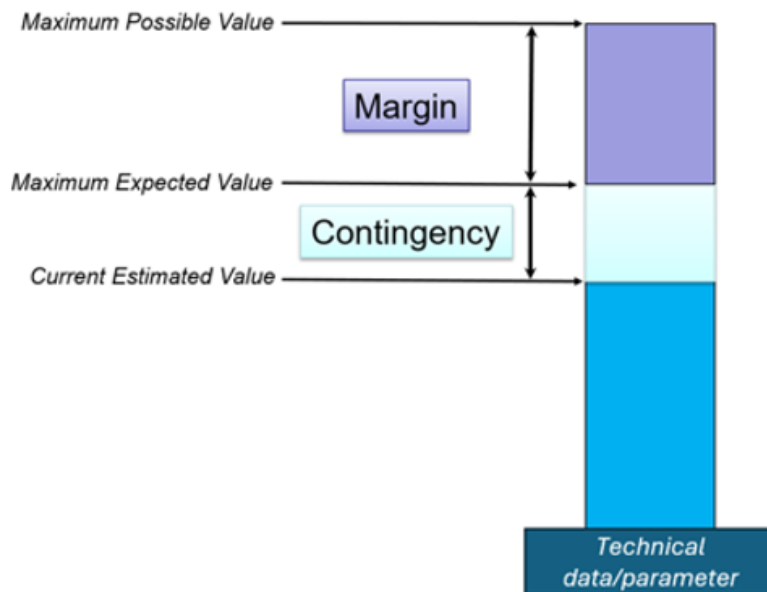 Maximum Possible Value
Margin
Maximum Expected Value
Contingency
Current Estimated Value
Technical
data/parameter